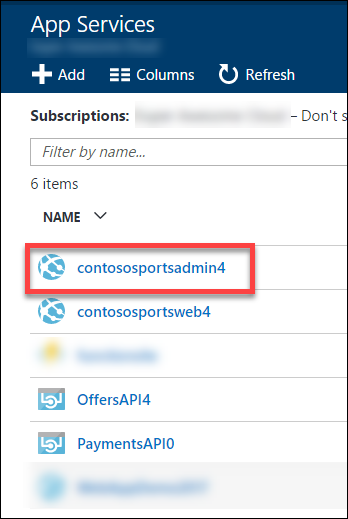 App Services
Add Columns Refresh
Subscriptions: – Don't s
Filter by name...
6 items
NAME
contososportsadmin4
contososportsweb4
OffersAPI4
PaymentsAPI0